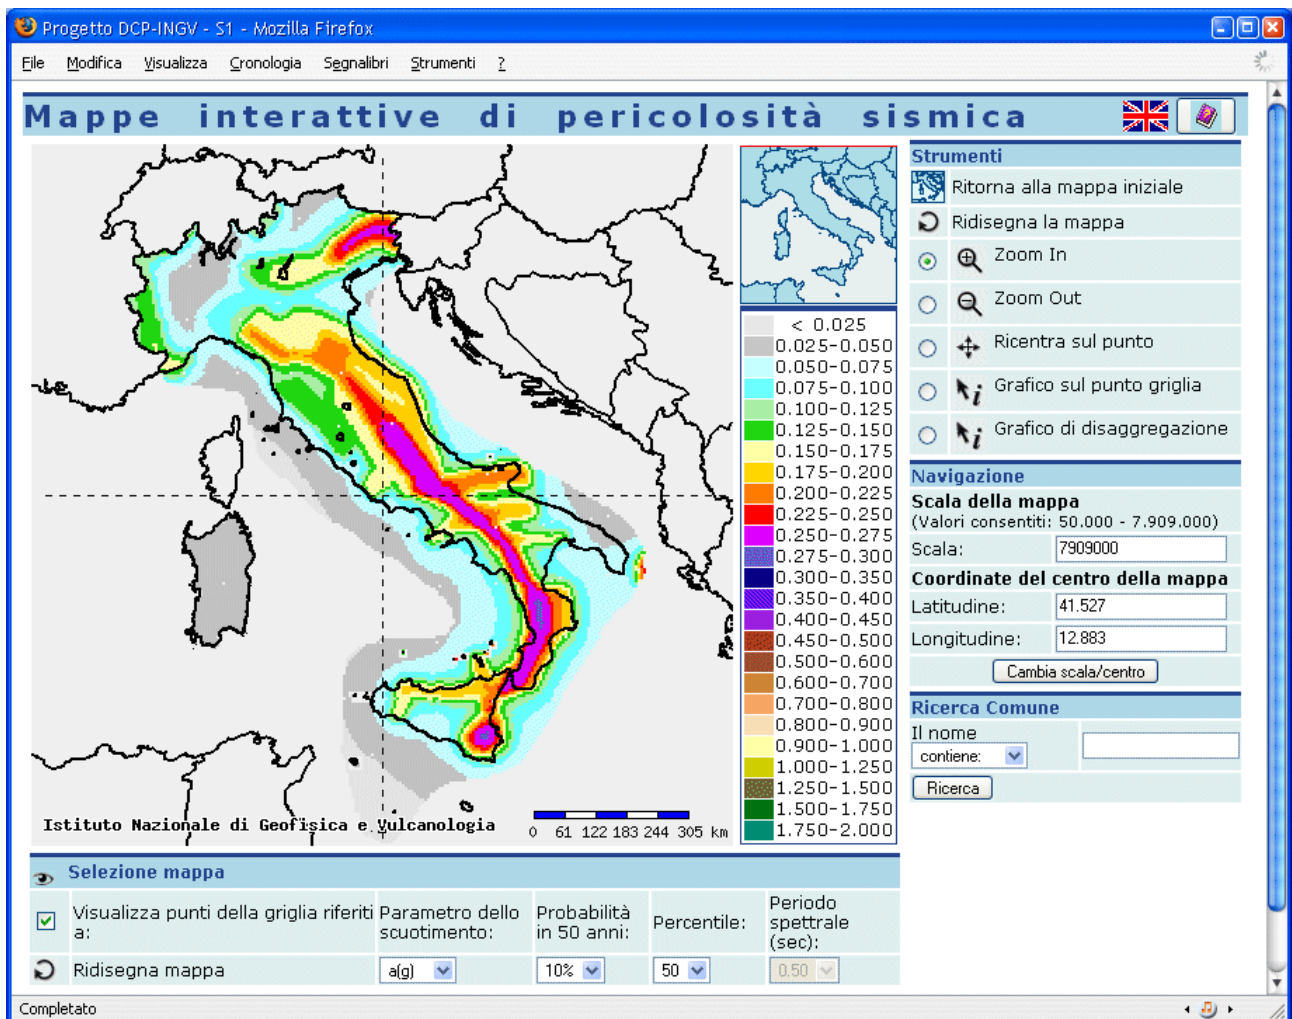 Progetto DCP-INGV - S1 - Mozilla Firefox
File Modifica Visualizza Cronologia Segnalibri Strumenti ?
Mappe interattive di pericolosità sismica
Istituto Nazionale di Geofisica e Vulcanologia
0 61 122 183 244 305 km
< 0.025
0.025-0.050
0.050-0.075
0.075-0.100
0.100-0.125
0.125-0.150
0.150-0.175
0.175-0.200
0.200-0.225
0.225-0.250
0.250-0.275
0.275-0.300
0.300-0.350
0.350-0.400
0.400-0.450
0.450-0.500
0.500-0.600
0.600-0.700
0.700-0.800
0.800-0.900
0.900-1.000
1.000-1.250
1.250-1.500
1.500-1.750
1.750-2.000
Strumenti
Ritorna alla mappa iniziale
Ridisegna la mappa
Zoom In
Zoom Out
Ricentra sul punto
Grafico sul punto griglia
Grafico di disaggregazione
Navigazione
Scala della mappa
(Valori consentiti: 50.000 - 7.909.000)
Scala: 7909000
Coordinate del centro della mappa
Latitudine: 41.527
Longitudine: 12.883
Cambia scala/centro
Ricerca Comune
Il nome
contiene:
Ricerca
Selezione mappa
Visualizza punti della griglia riferiti a:
Parametro dello scuotimento:
Probabilità in 50 anni:
Percentile:
Periodo spettrale (sec):
Ridisegna mappa a(g) 10% 50 0.50
Completato